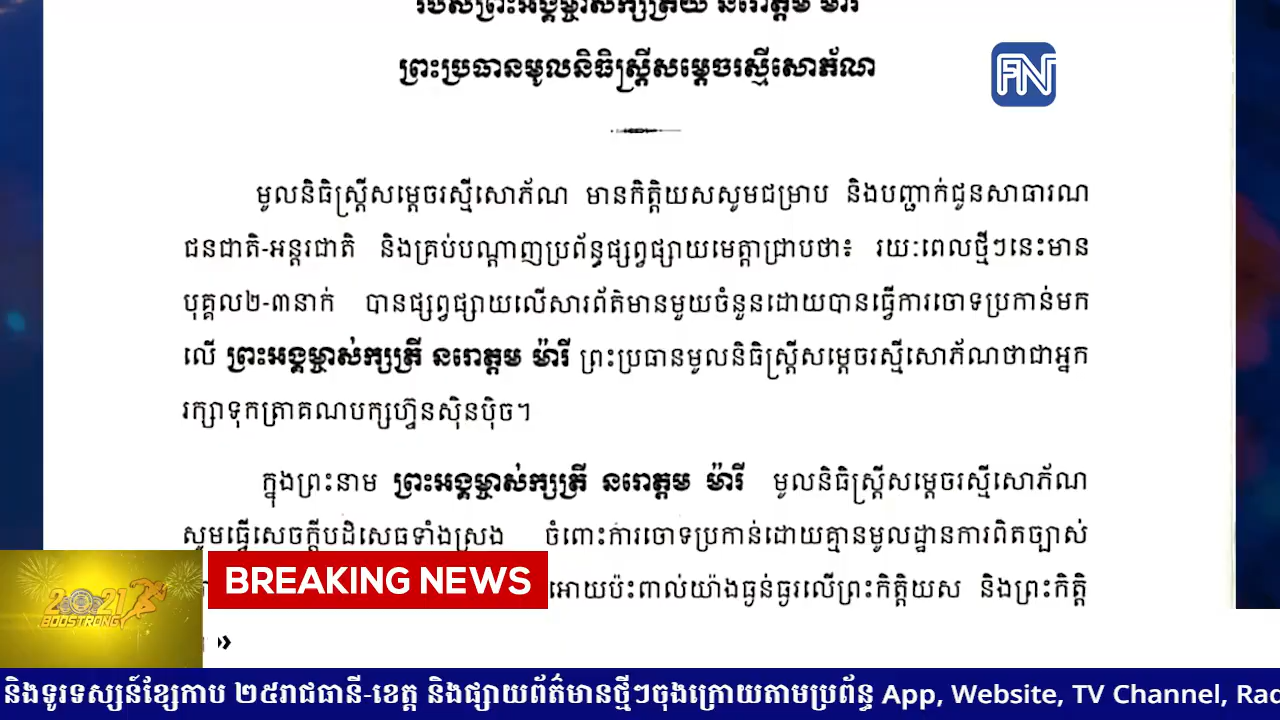 ព្រះប្រធានមូលនិធិស្ត្រីសម្តេចរស្មីសោភ័ណ
FN
មូលនិធិស្ត្រីសម្តេចរស្មីសោភ័ណ មានកិត្តិយសសូមជម្រាប និងបញ្ជាក់ជូនសាធារណ
ជនជាតិ-អន្តរជាតិ និងគ្រប់បណ្តាញប្រព័ន្ធផ្សព្វផ្សាយមេត្តាជ្រាបថា៖ រយៈពេលថ្មីៗនេះមាន
បុគ្គល២-៣នាក់ បានផ្សព្វផ្សាយលើសារព័ត៌មានមួយចំនួនដោយបានធ្វើការចោទប្រកាន់មក
លើ ព្រះអង្គម្ចាស់ក្សត្រី នរោត្តម ម៉ារី ព្រះប្រធានមូលនិធិស្ត្រីសម្តេចរស្មីសោភ័ណថាជាអ្នក
រក្សាទុកត្រាគណបក្សហ៊្វុនស៊ិនប៉ិច។
ក្នុងព្រះនាម ព្រះអង្គម្ចាស់ក្សត្រី នរោត្តម ម៉ារី មូលនិធិស្ត្រីសម្តេចរស្មីសោភ័ណ
សូមធ្វើសេចក្តីបដិសេធទាំងស្រុង ចំពោះការចោទប្រកាន់ដោយគ្មានមូលដ្ឋានការពិតច្បាស់
អោយប៉ះពាល់យ៉ាងធ្ងន់ធ្ងរលើព្រះកិត្តិយស និងព្រះកិត្តិ
BREAKING NEWS
2021
BOOSTRONG
»
និងទូរទស្សន៍ខ្សែកាប ២៥រាជធានី-ខេត្ត និងផ្សាយព័ត៌មានថ្មីៗចុងក្រោយតាមប្រព័ន្ធ App, Website, TV Channel, Rad